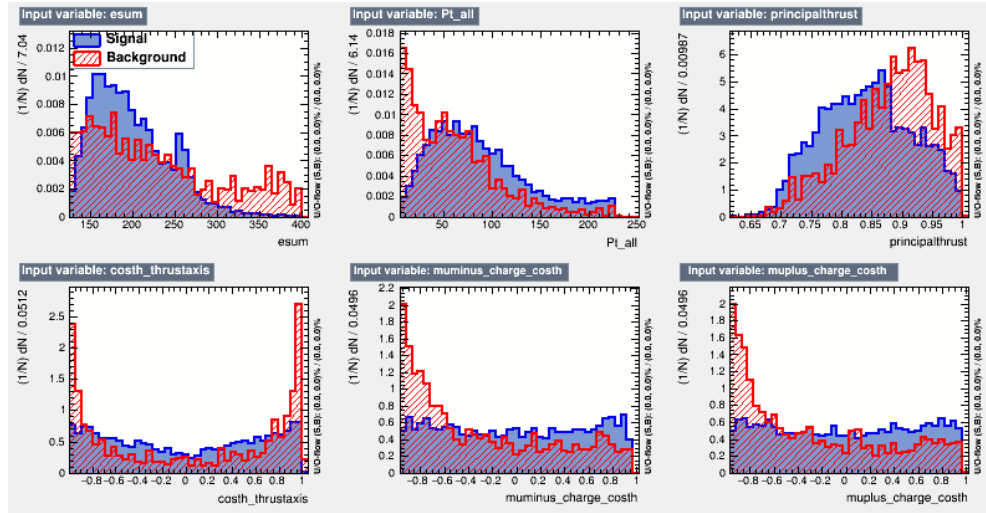 Input variable: esum
(1/N) dN / 7.04
0.012
0.01
0.008
0.006
0.004
0.002
0
Signal
Background
150 200 250 300 350 400
esum
U/O-flow (S,B): (0.0, 0.0)% / (0.0, 0.0)%
Input variable: Pt_all
(1/N) dN / 6.14
0.018
0.016
0.014
0.012
0.01
0.008
0.006
0.004
0.002
0
50 100 150 200 250
Pt_all
U/O-flow (S,B): (0.0, 0.0)% / (0.0, 0.0)%
Input variable: principalthrust
(1/N) dN / 0.00987
6
5
4
3
2
1
0
0.65 0.7 0.75 0.8 0.85 0.9 0.95 1
principalthrust
U/O-flow (S,B): (0.0, 0.0)% / (0.0, 0.0)%
Input variable: costh_thrustaxis
(1/N) dN / 0.0512
2.5
2
1.5
1
0.5
0
−0.8 −0.6 −0.4 −0.2 0 0.2 0.4 0.6 0.8 1
costh_thrustaxis
U/O-flow (S,B): (0.0, 0.0)% / (0.0, 0.0)%
Input variable: muminus_charge_costh
(1/N) dN / 0.0496
2.2
2
1.8
1.6
1.4
1.2
1
0.8
0.6
0.4
0.2
0
−0.8 −0.6 −0.4 −0.2 0 0.2 0.4 0.6 0.8 1
muminus_charge_costh
U/O-flow (S,B): (0.0, 0.0)% / (0.0, 0.0)%
Input variable: muplus_charge_costh
(1/N) dN / 0.0496
2
1.8
1.6
1.4
1.2
1
0.8
0.6
0.4
0.2
0
−0.8 −0.6 −0.4 −0.2 0 0.2 0.4 0.6 0.8 1
muplus_charge_costh
U/O-flow (S,B): (0.0, 0.0)% / (0.0, 0.0)%